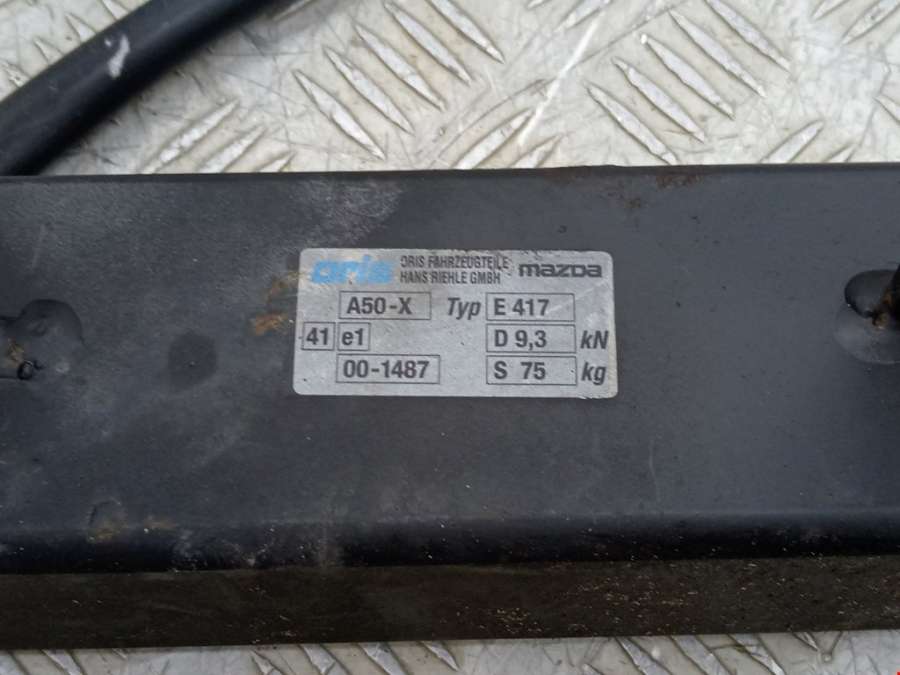 oris ORIS FAHRZEUGTEILE mazda
HANS RIEHLE GMBH
A50-X Typ E 417
41 e1 D 9,3 kN
00-1487 S 75 kg